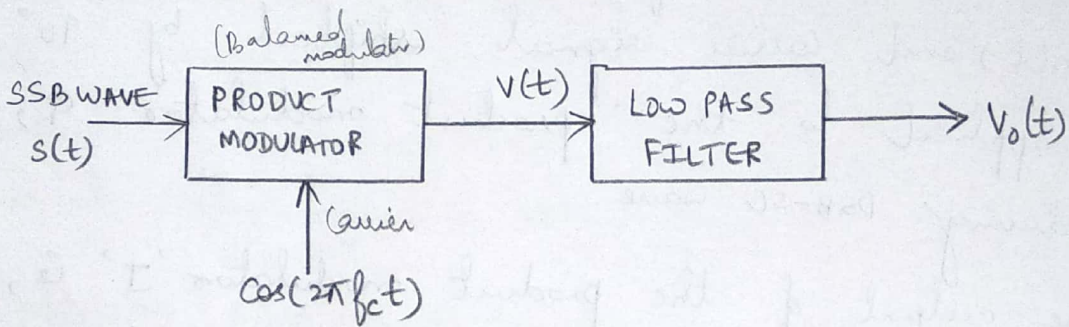 (Balanced
modulator)
SSB WAVE
S(t)
PRODUCT
MODULATOR
V(t)
LOW PASS
FILTER
V₀(t)
Carrier
cos(2πfct)